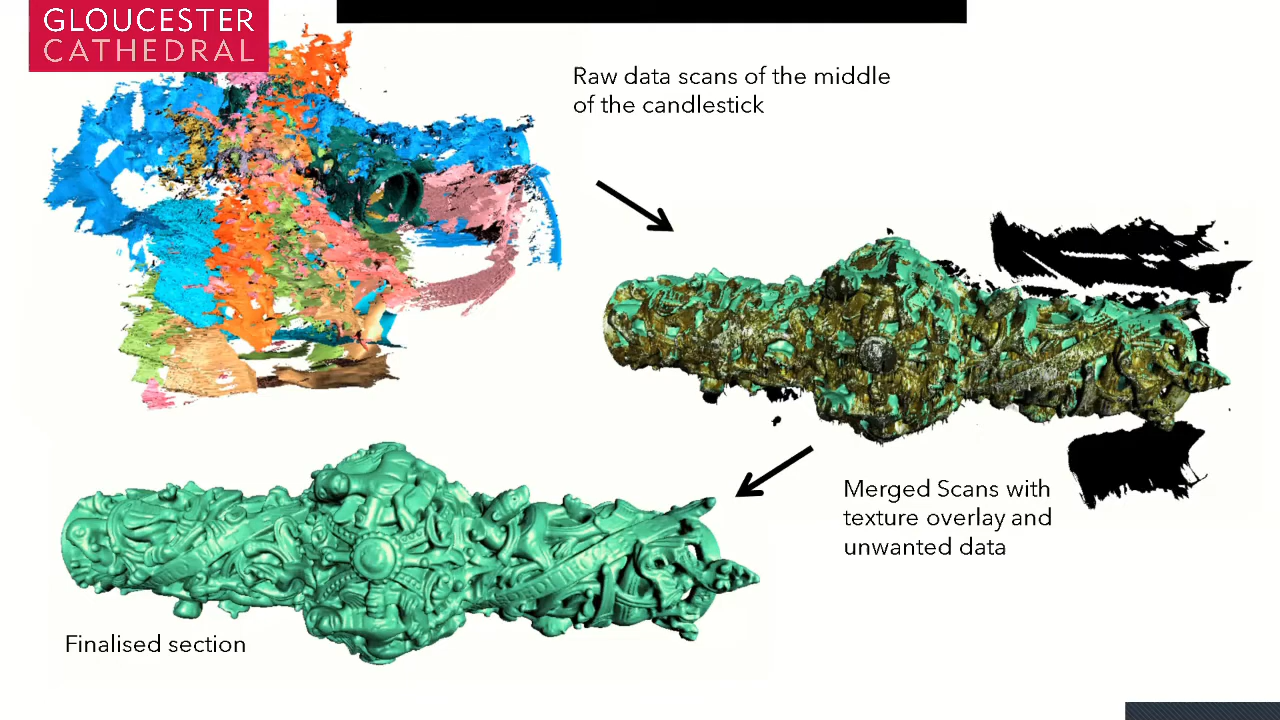 GLOUCESTER
CATHEDRAL
Raw data scans of the middle
of the candlestick
Merged Scans with
texture overlay and
unwanted data
Finalised section